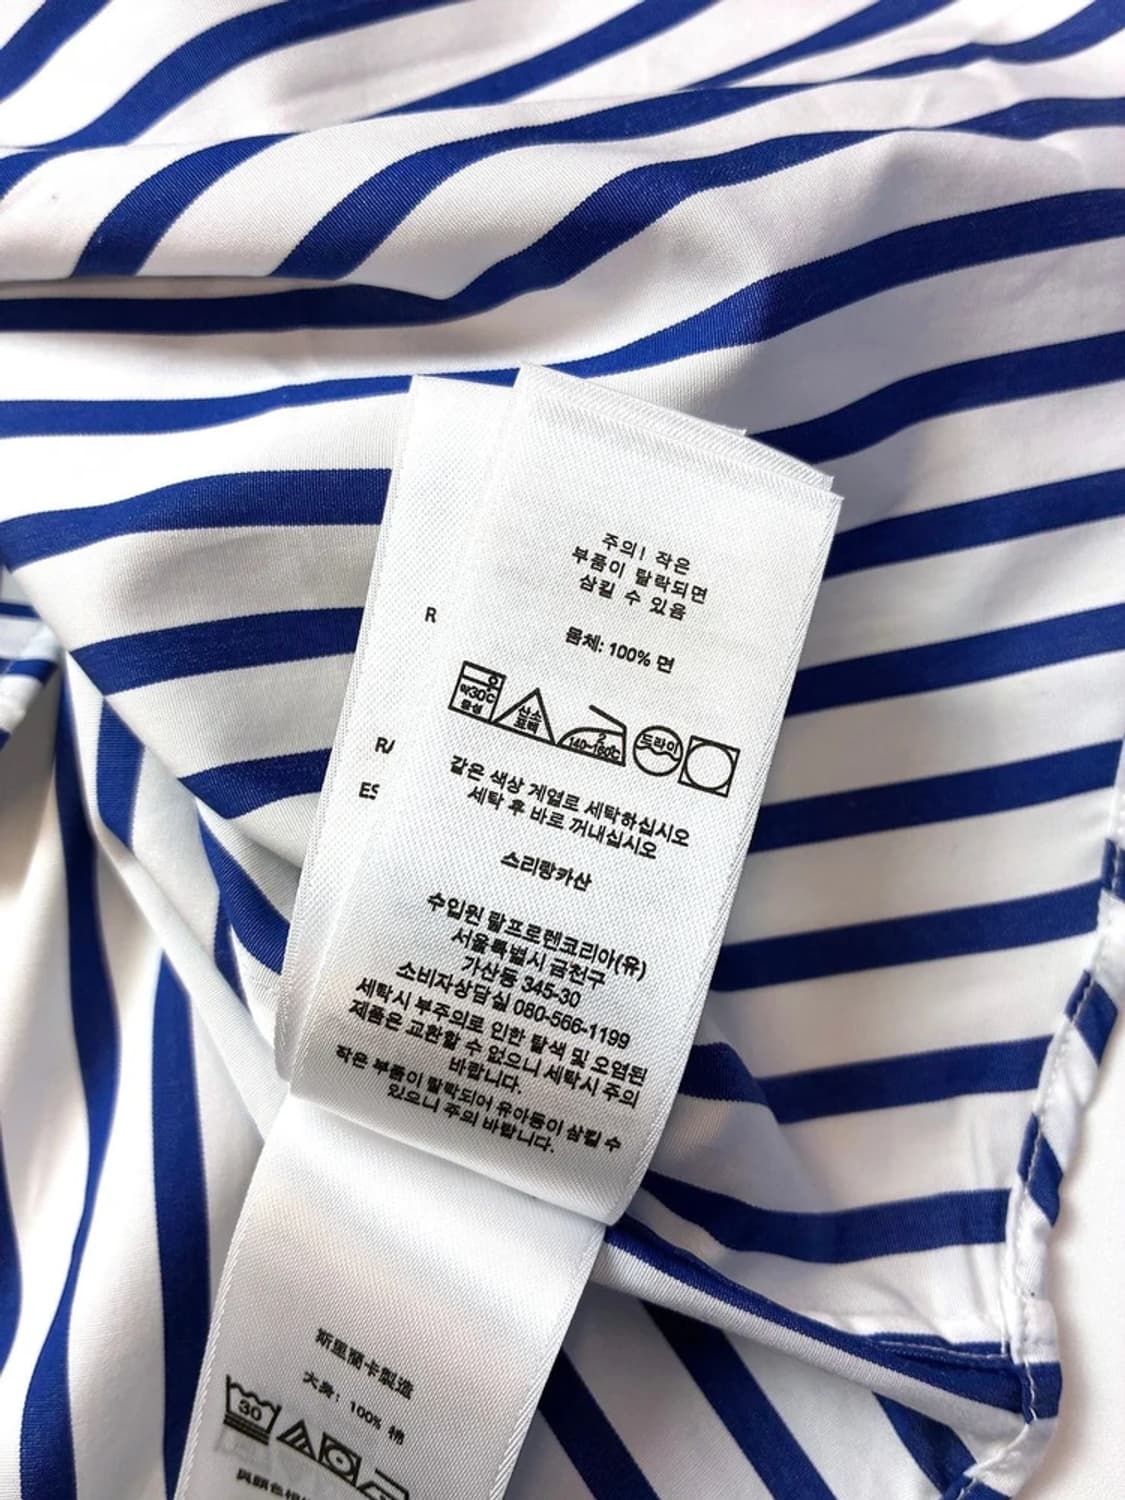 주의! 작은
부품이 탈락되면
삼킬 수 있음
몸체: 100% 면
약30℃
중성
산소
표백
2
140~160℃
드라이
같은 색상 계열로 세탁하십시오
세탁 후 바로 꺼내십시오
스리랑카산
수입원 랄프로렌코리아(유)
서울특별시 금천구
가산동 345-30
소비자상담실 080-566-1199
세탁시 부주의로 인한 탈색 및 오염된
제품은 교환할 수 없으니 세탁시 주의
바랍니다.
작은 부품이 탈락되어 유아동이 삼킬 수
있으니 주의 바랍니다.
R
RA
ES
斯里蘭卡製造
大身: 100% 棉
30
與顏色相